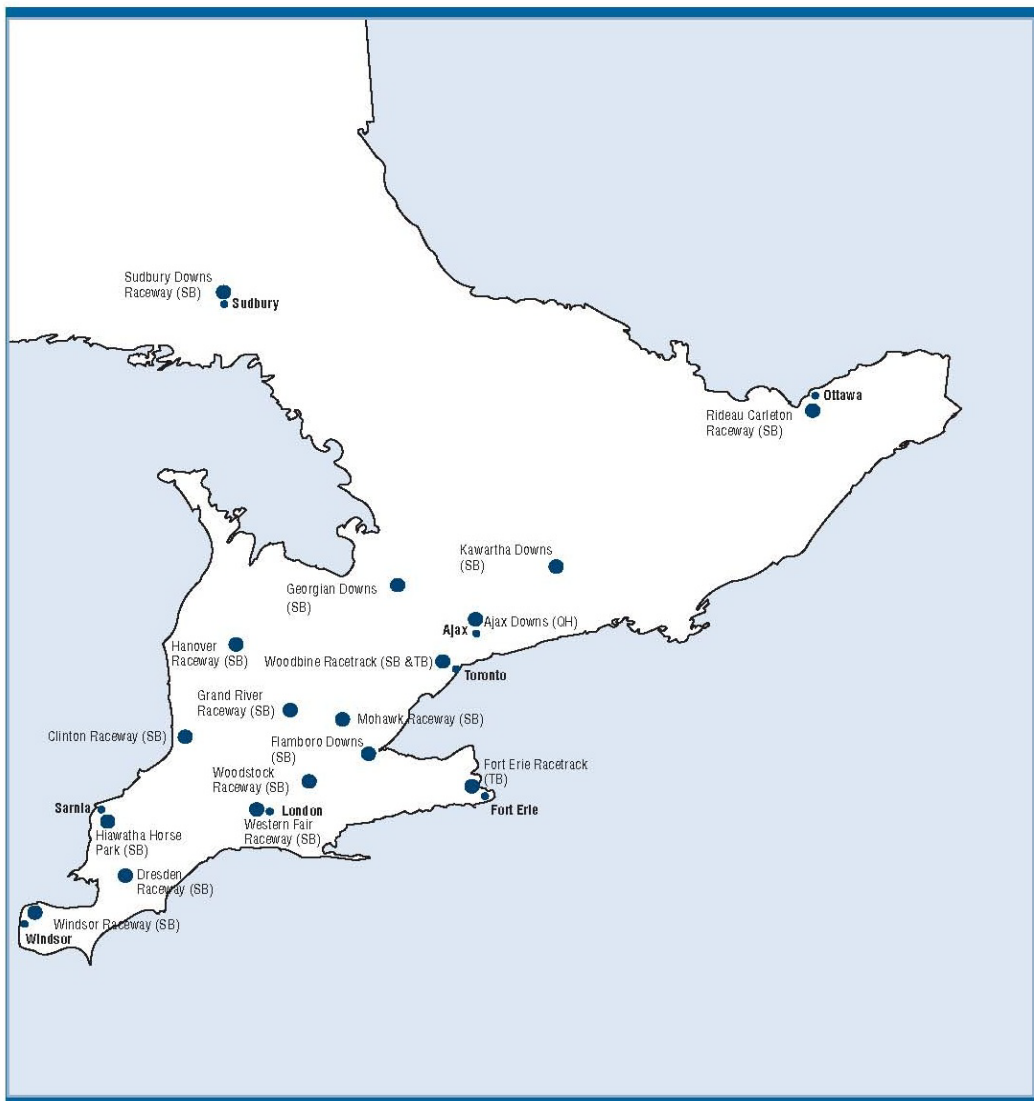 Sudbury Downs
Raceway (SB)
Sudbury
Ottawa
Rideau Carleton
Raceway (SB)
Kawartha Downs
(SB)
Georgian Downs
(SB)
Ajax Downs (QH)
Ajax
Hanover
Raceway (SB)
Woodbine Racetrack (SB &TB)
Toronto
Grand River
Raceway (SB)
Mohawk Raceway (SB)
Clinton Raceway (SB)
Flamboro Downs
(SB)
Fort Erie Racetrack
(TB)
Woodstock
Raceway (SB)
Sarnia
London
Fort Erie
Hiawatha Horse
Park (SB)
Western Fair
Raceway (SB)
Dresden
Raceway (SB)
Windsor Raceway (SB)
Windsor